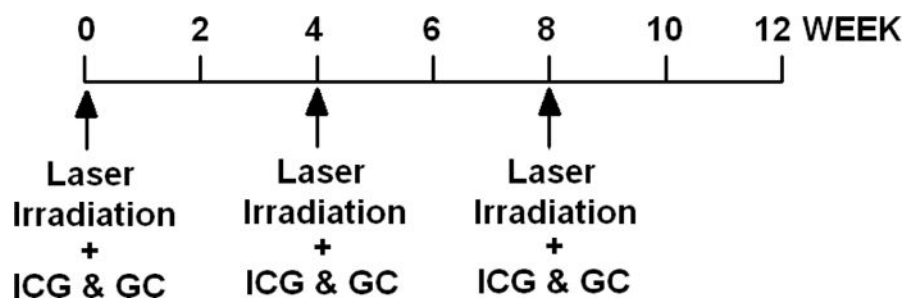 0 2 4 6 8 10 12 WEEK
Laser
Irradiation
+
ICG & GC
Laser
Irradiation
+
ICG & GC
Laser
Irradiation
+
ICG & GC